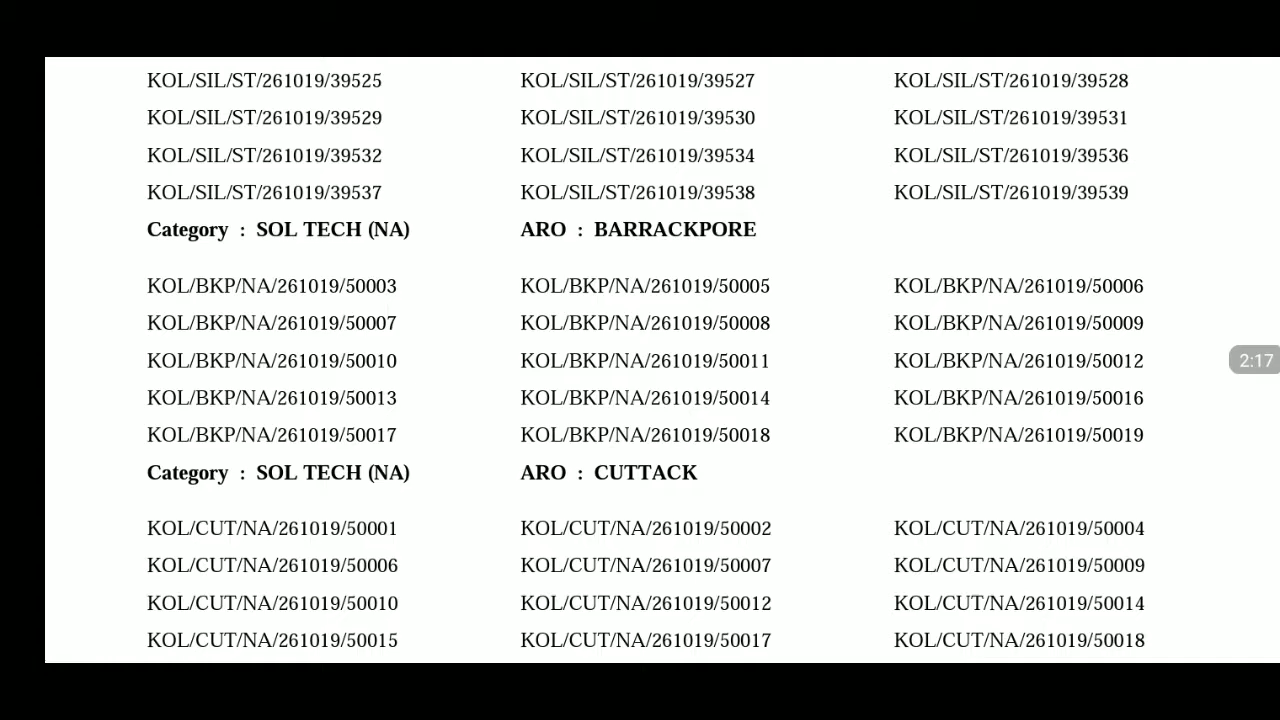 KOL/SIL/ST/261019/39525 KOL/SIL/ST/261019/39527 KOL/SIL/ST/261019/39528
KOL/SIL/ST/261019/39529 KOL/SIL/ST/261019/39530 KOL/SIL/ST/261019/39531
KOL/SIL/ST/261019/39532 KOL/SIL/ST/261019/39534 KOL/SIL/ST/261019/39536
KOL/SIL/ST/261019/39537 KOL/SIL/ST/261019/39538 KOL/SIL/ST/261019/39539
Category : SOL TECH (NA) ARO : BARRACKPORE
KOL/BKP/NA/261019/50003 KOL/BKP/NA/261019/50005 KOL/BKP/NA/261019/50006
KOL/BKP/NA/261019/50007 KOL/BKP/NA/261019/50008 KOL/BKP/NA/261019/50009
KOL/BKP/NA/261019/50010 KOL/BKP/NA/261019/50011 KOL/BKP/NA/261019/50012
2:17
KOL/BKP/NA/261019/50013 KOL/BKP/NA/261019/50014 KOL/BKP/NA/261019/50016
KOL/BKP/NA/261019/50017 KOL/BKP/NA/261019/50018 KOL/BKP/NA/261019/50019
Category : SOL TECH (NA) ARO : CUTTACK
KOL/CUT/NA/261019/50001 KOL/CUT/NA/261019/50002 KOL/CUT/NA/261019/50004
KOL/CUT/NA/261019/50006 KOL/CUT/NA/261019/50007 KOL/CUT/NA/261019/50009
KOL/CUT/NA/261019/50010 KOL/CUT/NA/261019/50012 KOL/CUT/NA/261019/50014
KOL/CUT/NA/261019/50015 KOL/CUT/NA/261019/50017 KOL/CUT/NA/261019/50018